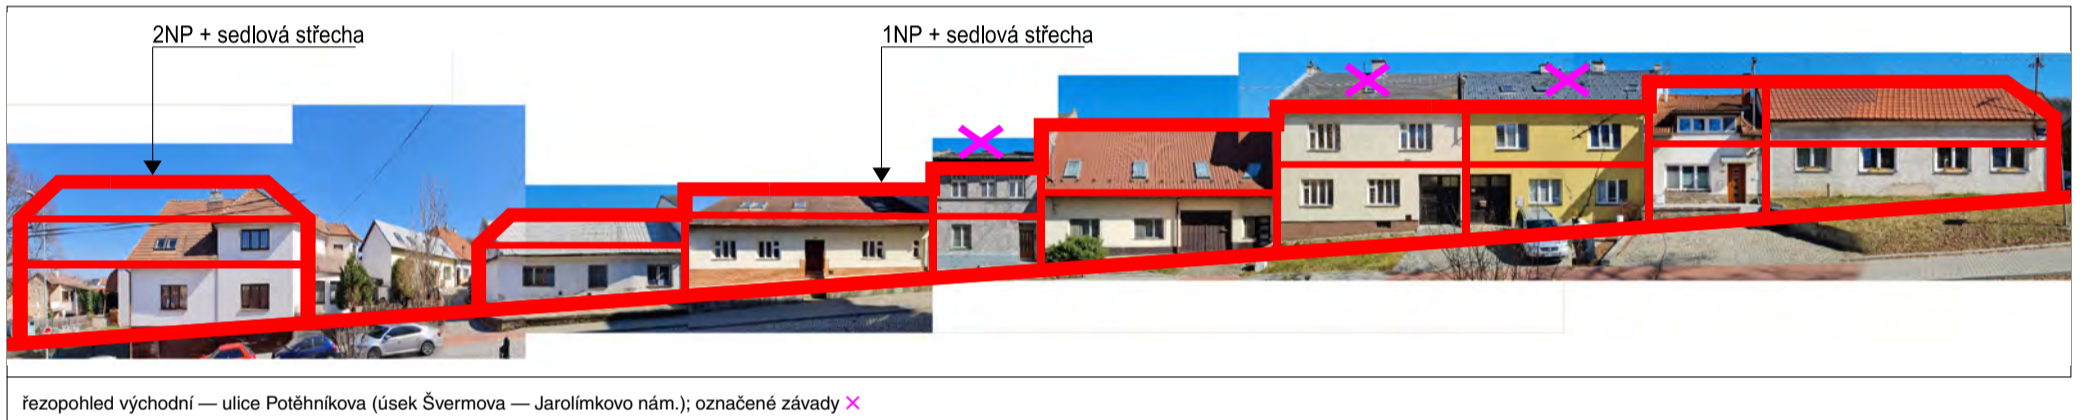 2NP + sedlová střecha
1NP + sedlová střecha
řezopohled východní — ulice Potěhníkova (úsek Švermova — Jarolímkovo nám.); označené závady ×